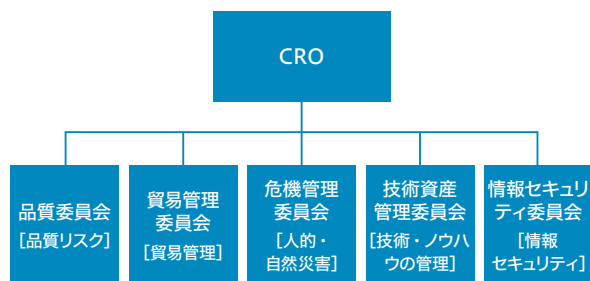 CRO
品質委員会
[品質リスク]
貿易管理
委員会
[貿易管理]
危機管理
委員会
[人的・
自然災害]
技術資産
管理委員会
[技術・ノウハ
ウの管理]
情報セキュリ
ティ委員会
[情報
セキュリティ]